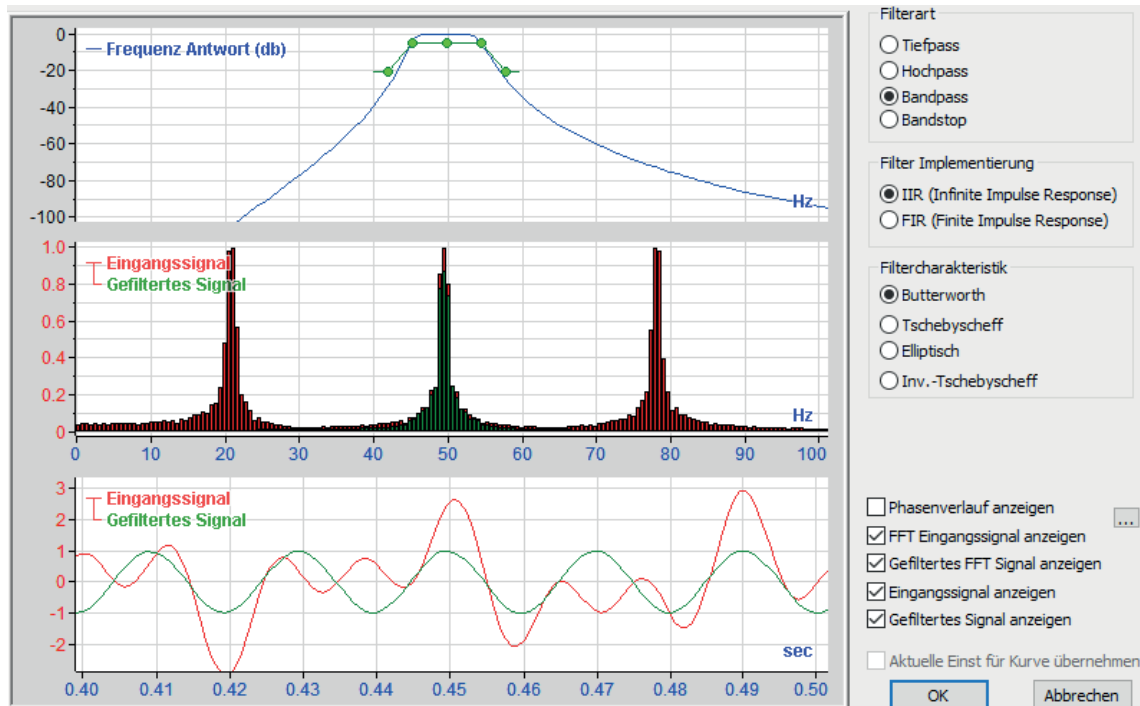 Frequenz Antwort (db)
0
-20
-40
-60
-80
-100
Hz
Eingangssignal
Gefiltertes Signal
1.0
0.8
0.6
0.4
0.2
0
Hz
0 10 20 30 40 50 60 70 80 90 100
Eingangssignal
Gefiltertes Signal
3
2
1
0
-1
-2
sec
0.40 0.41 0.42 0.43 0.44 0.45 0.46 0.47 0.48 0.49 0.50
Filterart
Tiefpass
Hochpass
Bandpass
Bandstop
Filter Implementierung
IIR (Infinite Impulse Response)
FIR (Finite Impulse Response)
Filtercharakteristik
Butterworth
Tschebyscheff
Elliptisch
Inv.-Tschebyscheff
Phasenverlauf anzeigen
...
FFT Eingangssignal anzeigen
Gefiltertes FFT Signal anzeigen
Eingangssignal anzeigen
Gefiltertes Signal anzeigen
Aktuelle Einst für Kurve übernehmen
OK Abbrechen